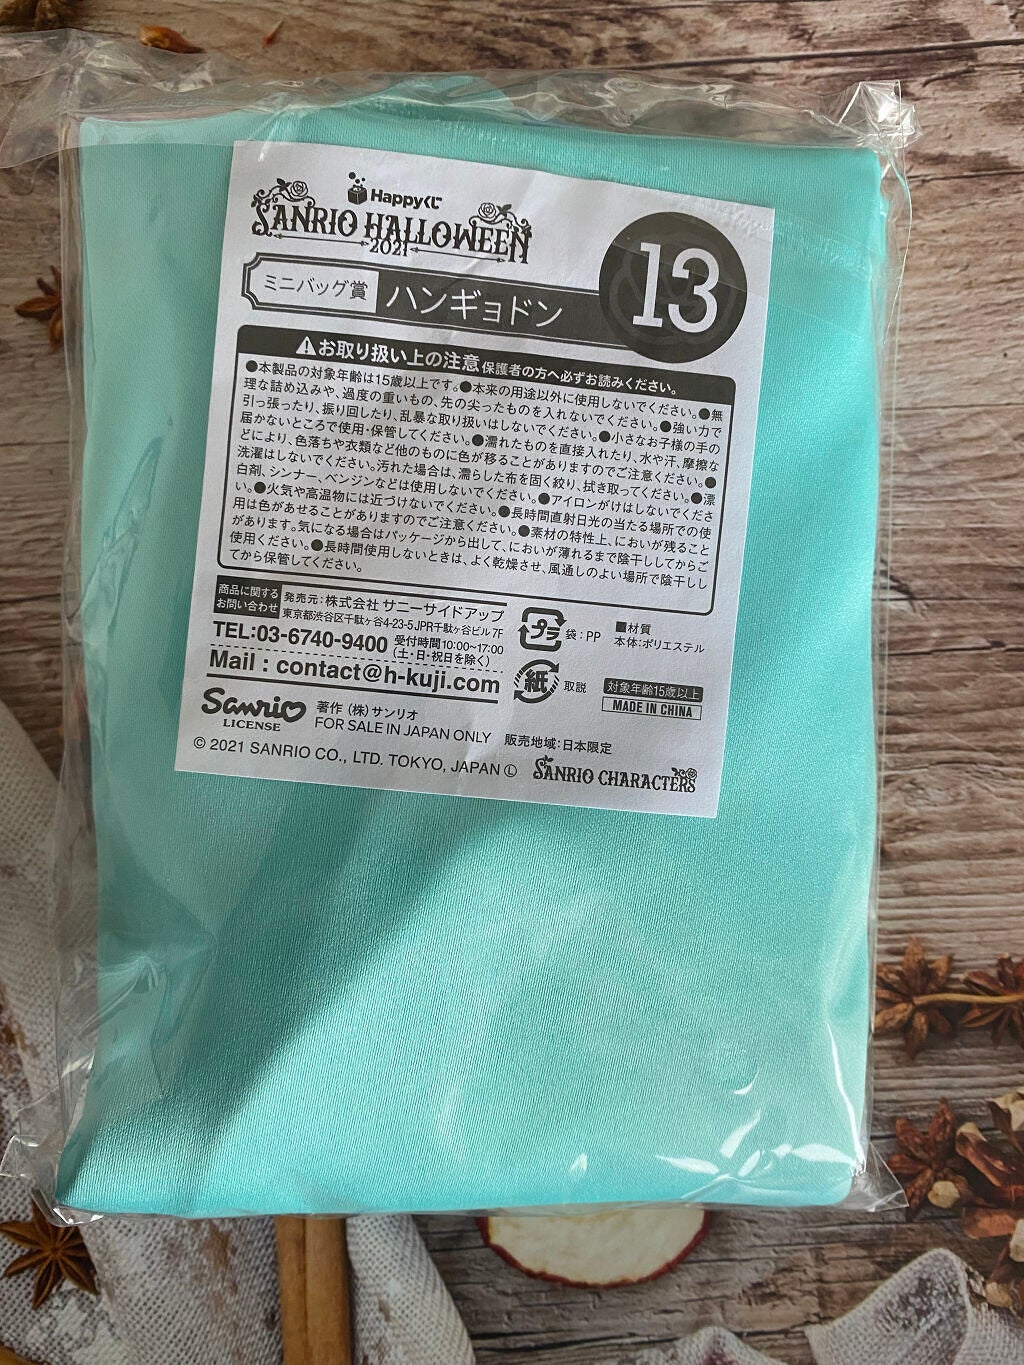 Happyくじ
SANRIO HALLOWEEN
2021
13
ミニバッグ賞 ハンギョドン
⚠お取り扱い上の注意 保護者の方へ必ずお読みください。
●本製品の対象年齢は15歳以上です。●本来の用途以外に使用しないでください。●無
理な詰め込みや、過度の重いもの、先の尖ったものを入れないでください。●強い力で
引っ張ったり、振り回したり、乱暴な取り扱いはしないでください。●小さなお子様の手の
届かないところで使用・保管してください。●濡れたものを直接入れたり、水や汗、摩擦な
どにより、色落ちや衣類など他のものに色が移ることがありますのでご注意ください。●
洗濯はしないでください。汚れた場合は、濡らした布を固く絞り、拭き取ってください。●漂
白剤、シンナー、ベンジンなどは使用しないでください。●アイロンがけはしないでくださ
い。●火気や高温物には近づけないでください。●長時間直射日光の当たる場所での使
用は色があせることがありますのでご注意ください。●素材の特性上、においが残ること
があります。気になる場合はパッケージから出して、においが薄れるまで陰干ししてからご
使用ください。●長時間使用しないときは、よく乾燥させ、風通しのよい場所で陰干しし
てから保管してください。
商品に関する
お問い合わせ
発売元:株式会社 サニーサイドアップ
東京都渋谷区千駄ヶ谷4-23-5 JPR千駄ヶ谷ビル 7F
TEL:03-6740-9400 受付時間10:00~17:00
(土・日・祝日を除く)
Mail : contact@h-kuji.com
プラ 袋:PP
■材質
本体:ポリエステル
紙 取説
対象年齢15歳以上
MADE IN CHINA
Sanrio
LICENSE
著作 (株)サンリオ
FOR SALE IN JAPAN ONLY 販売地域:日本限定
© 2021 SANRIO CO., LTD. TOKYO, JAPAN Ⓛ
SANRIO CHARACTERS